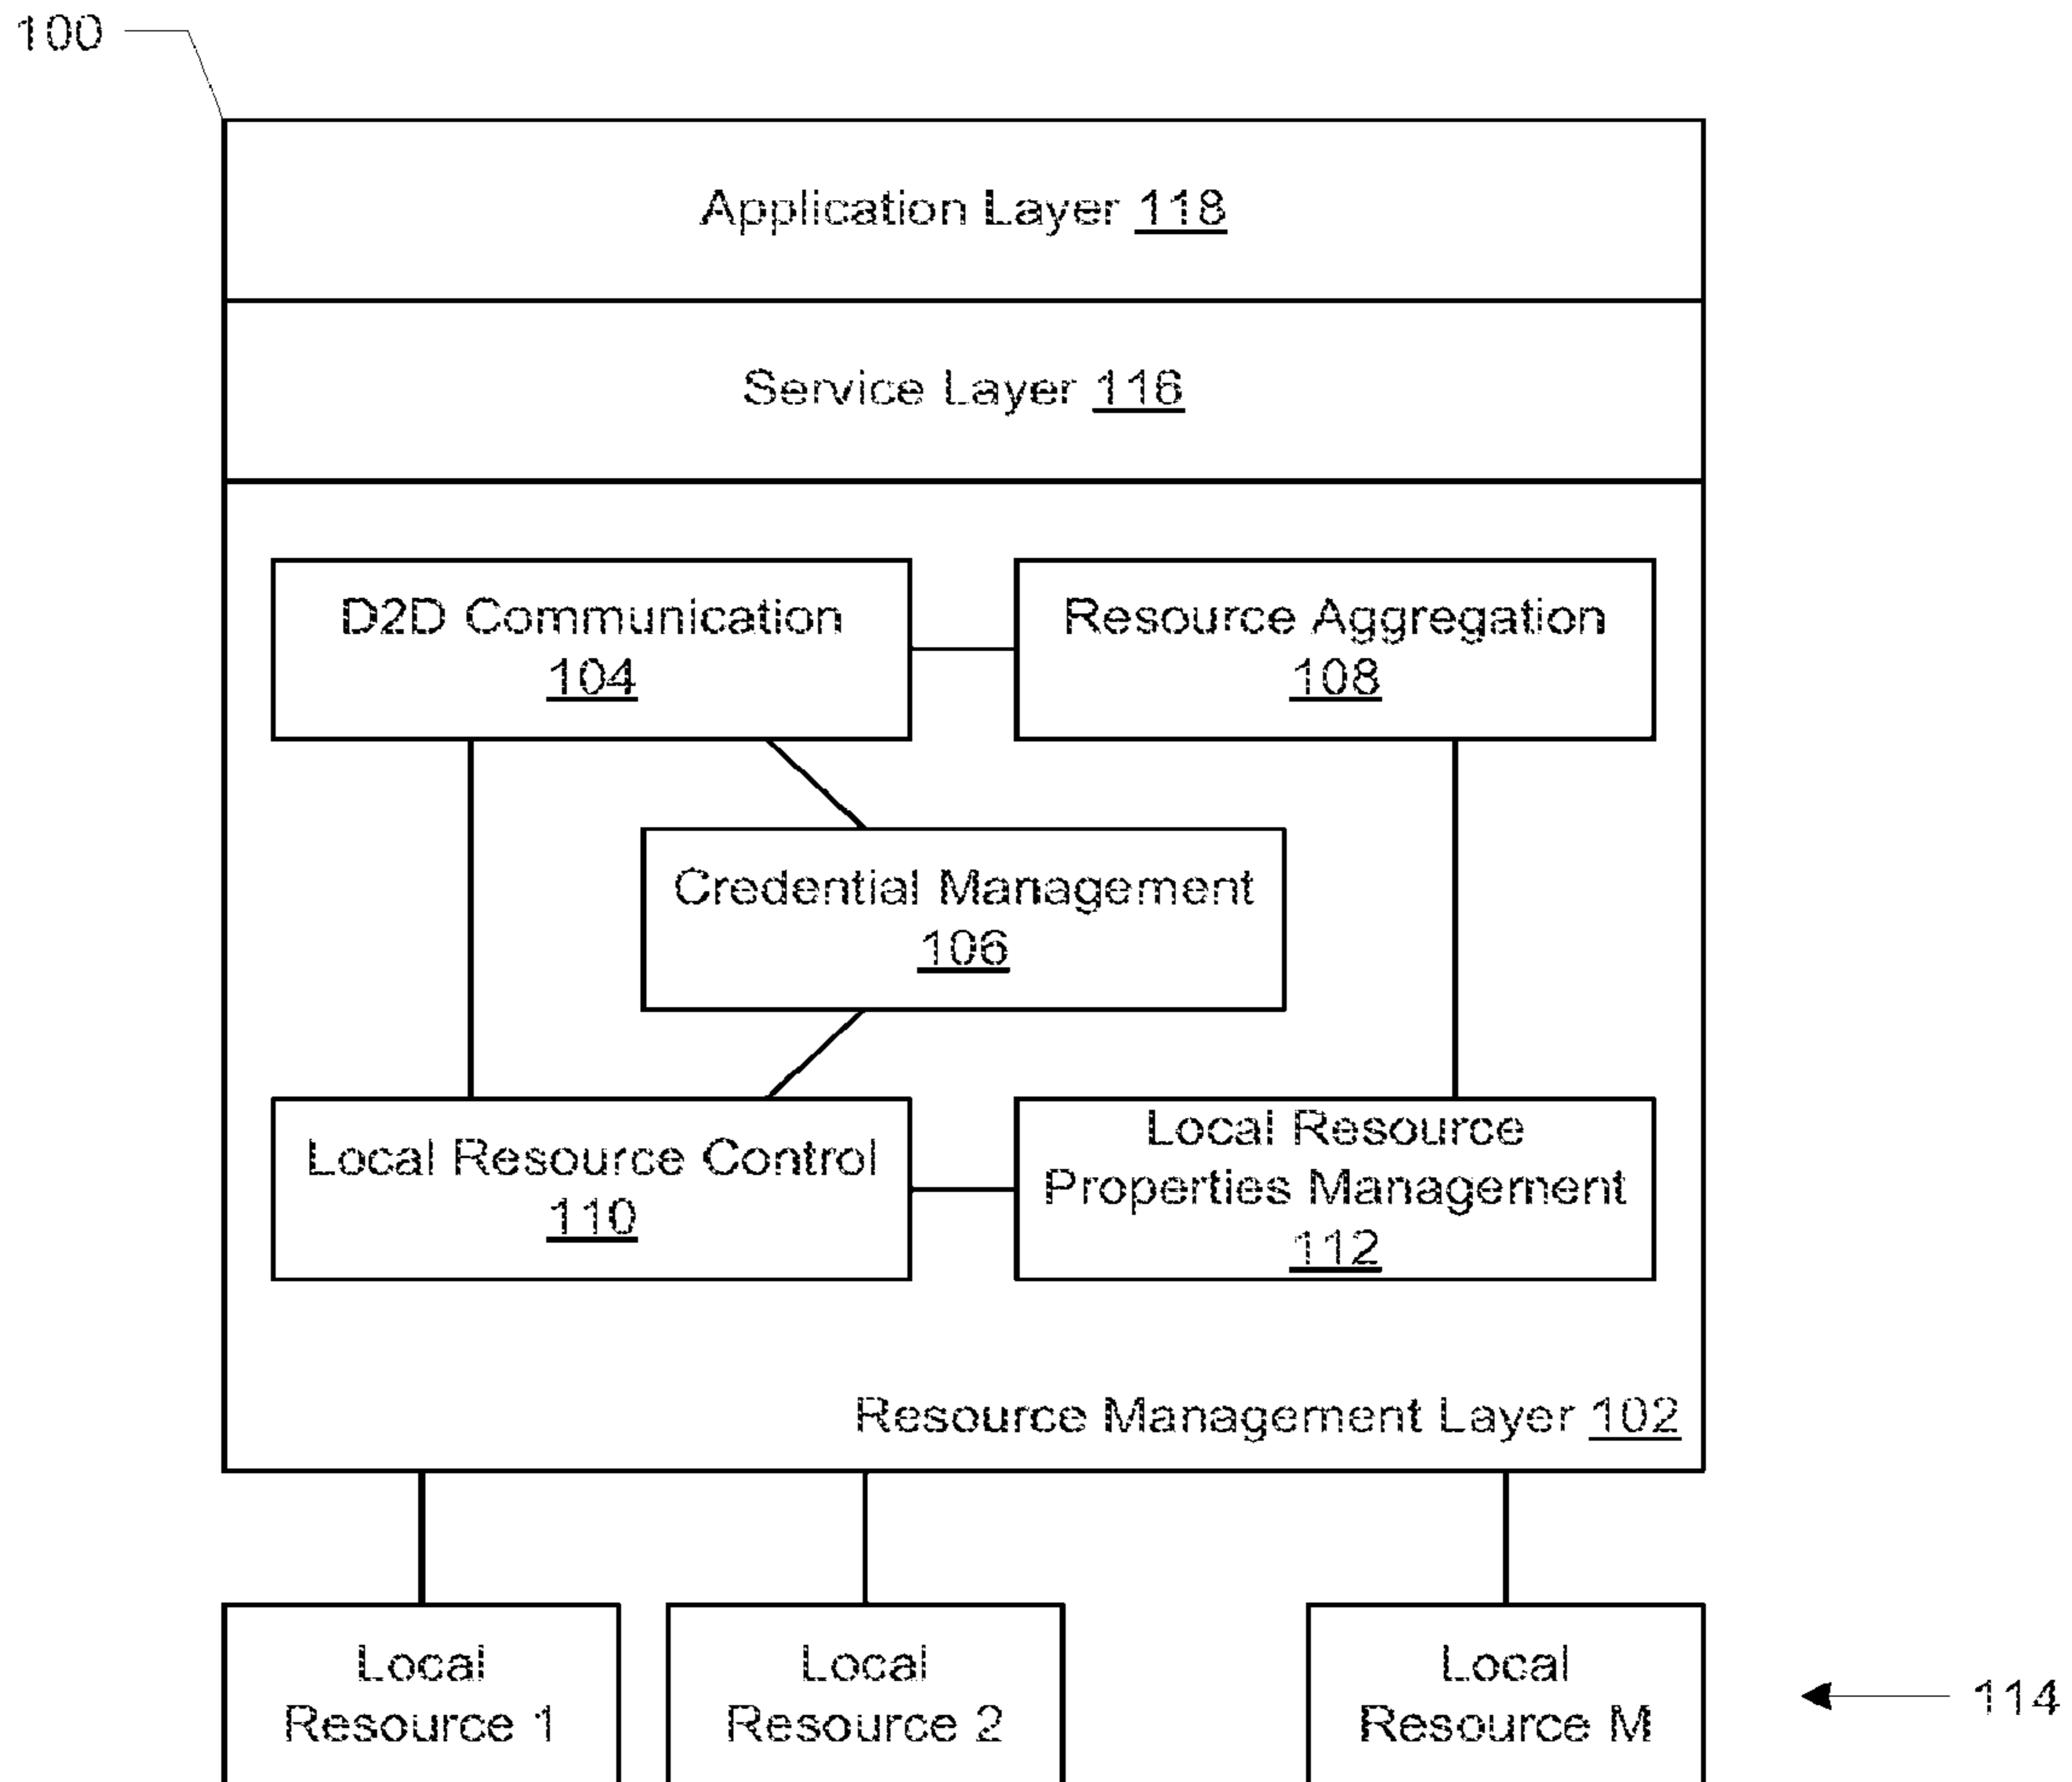 100
Application Layer 118
Service Layer 116
D2D Communication
104
Resource Aggregation
108
Credential Management
106
Local Resource Control
110
Local Resource
Properties Management
112
Resource Management Layer 102
Local
Resource 1
Local
Resource 2
Local
Resource M
114